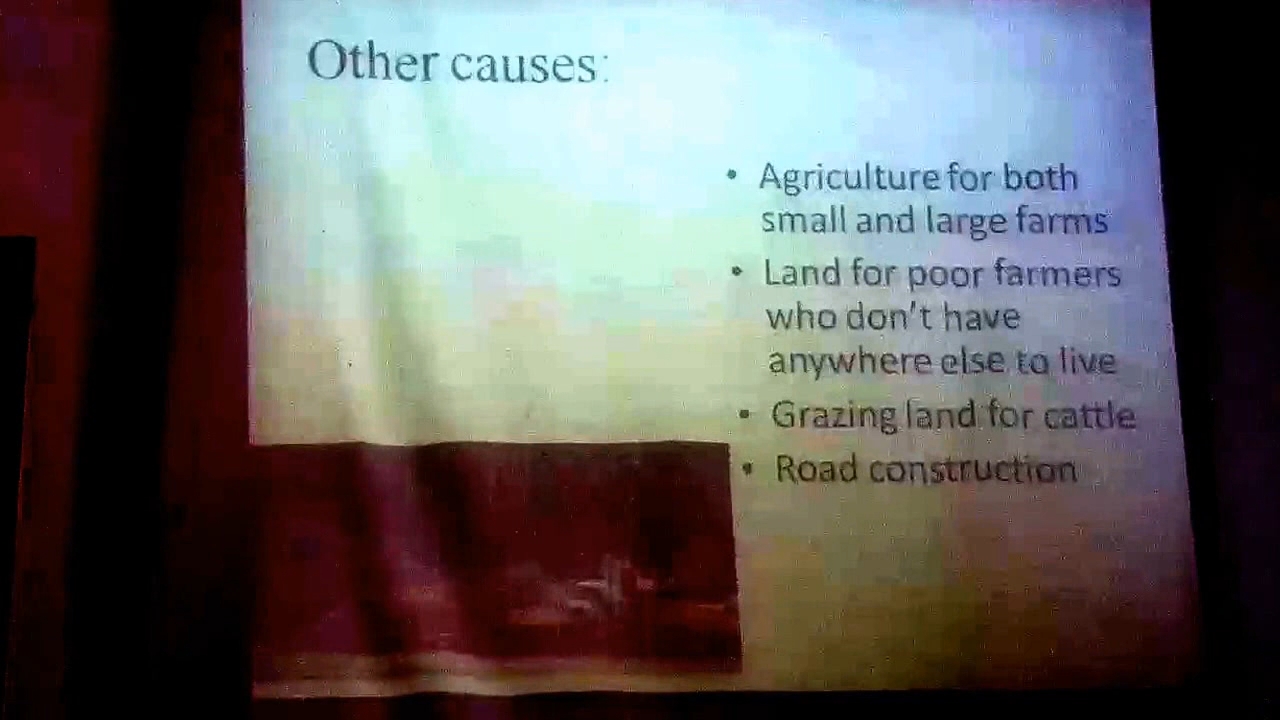 Other causes:
• Agriculture for both
small and large farms
• Land for poor farmers
who don't have
anywhere else to live
• Grazing land for cattle
• Road construction